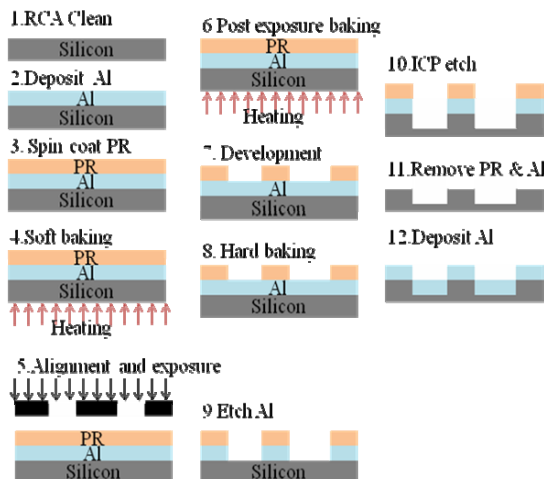 1.RCA Clean
Silicon
2.Deposit Al
Al
Silicon
3. Spin coat PR
PR
Al
Silicon
4.Soft baking
PR
Al
Silicon
Heating
5.Alignment and exposure
PR
Al
Silicon
6 Post exposure baking
PR
Al
Silicon
Heating
7. Development
Al
Silicon
8. Hard baking
Al
Silicon
9 Etch Al
Silicon
10.ICP etch
11.Remove PR & Al
12.Deposit Al